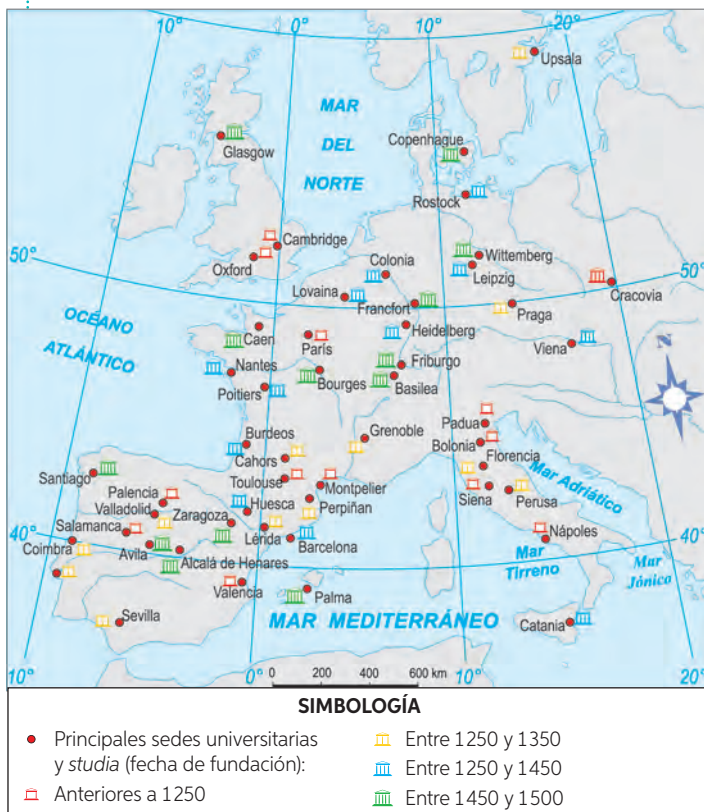 10°
0°
10°
20°
Upsala
MAR
DEL
NORTE
Glasgow
Copenhague
Rostock
Cambridge
Oxford
50°
Wittemberg
Leipzig
Colonia
Lovaina
Francfort
50°
Cracovia
Praga
Heidelberg
Viena
OCÉANO
ATLÁNTICO
Caen
París
Nantes
Bourges
Friburgo
Basilea
Poitiers
N
Burdeos
Cahors
Grenoble
Padua
Bolonia
Florencia
Mar Adriático
Santiago
Toulouse
Montpelier
Siena
Perusa
Palencia
Valladolid
Huesca
Perpiñan
Salamanca
Zaragoza
Lérida
Barcelona
Nápoles
40°
40°
Coimbra
Avila
Alcalá de Henares
Mar
Tirreno
Mar
Jónico
Valencia
Palma
Sevilla
MAR MEDITERRÁNEO
Catania
10°
0°
0 200 400 600 km
10°
20°
SIMBOLOGÍA
Principales sedes universitarias
y studia (fecha de fundación):
Anteriores a 1250
Entre 1250 y 1350
Entre 1250 y 1450
Entre 1450 y 1500